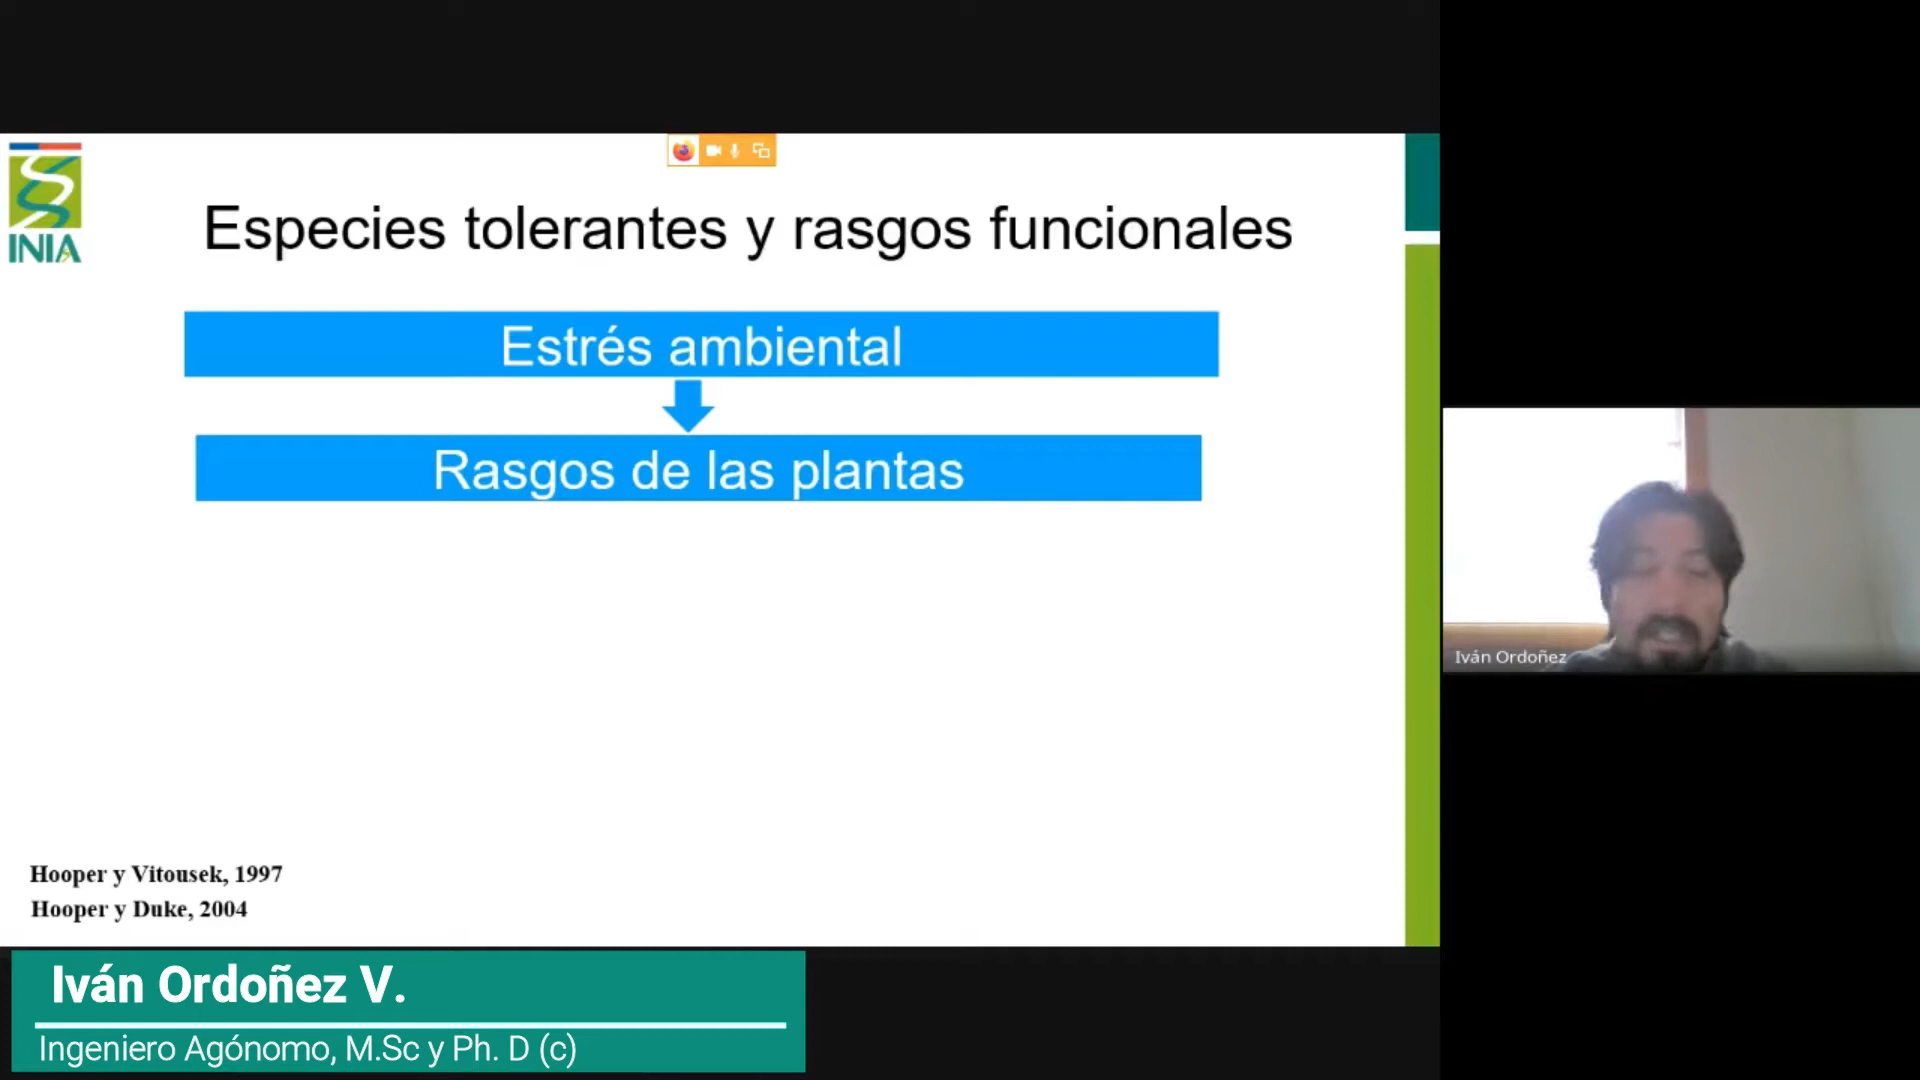 INIA
Especies tolerantes y rasgos funcionales
Estrés ambiental
Rasgos de las plantas
Hooper y Vitousek, 1997
Hooper y Duke, 2004
Iván Ordoñez
Iván Ordoñez V.
Ingeniero Agónomo, M.Sc y Ph. D (c)